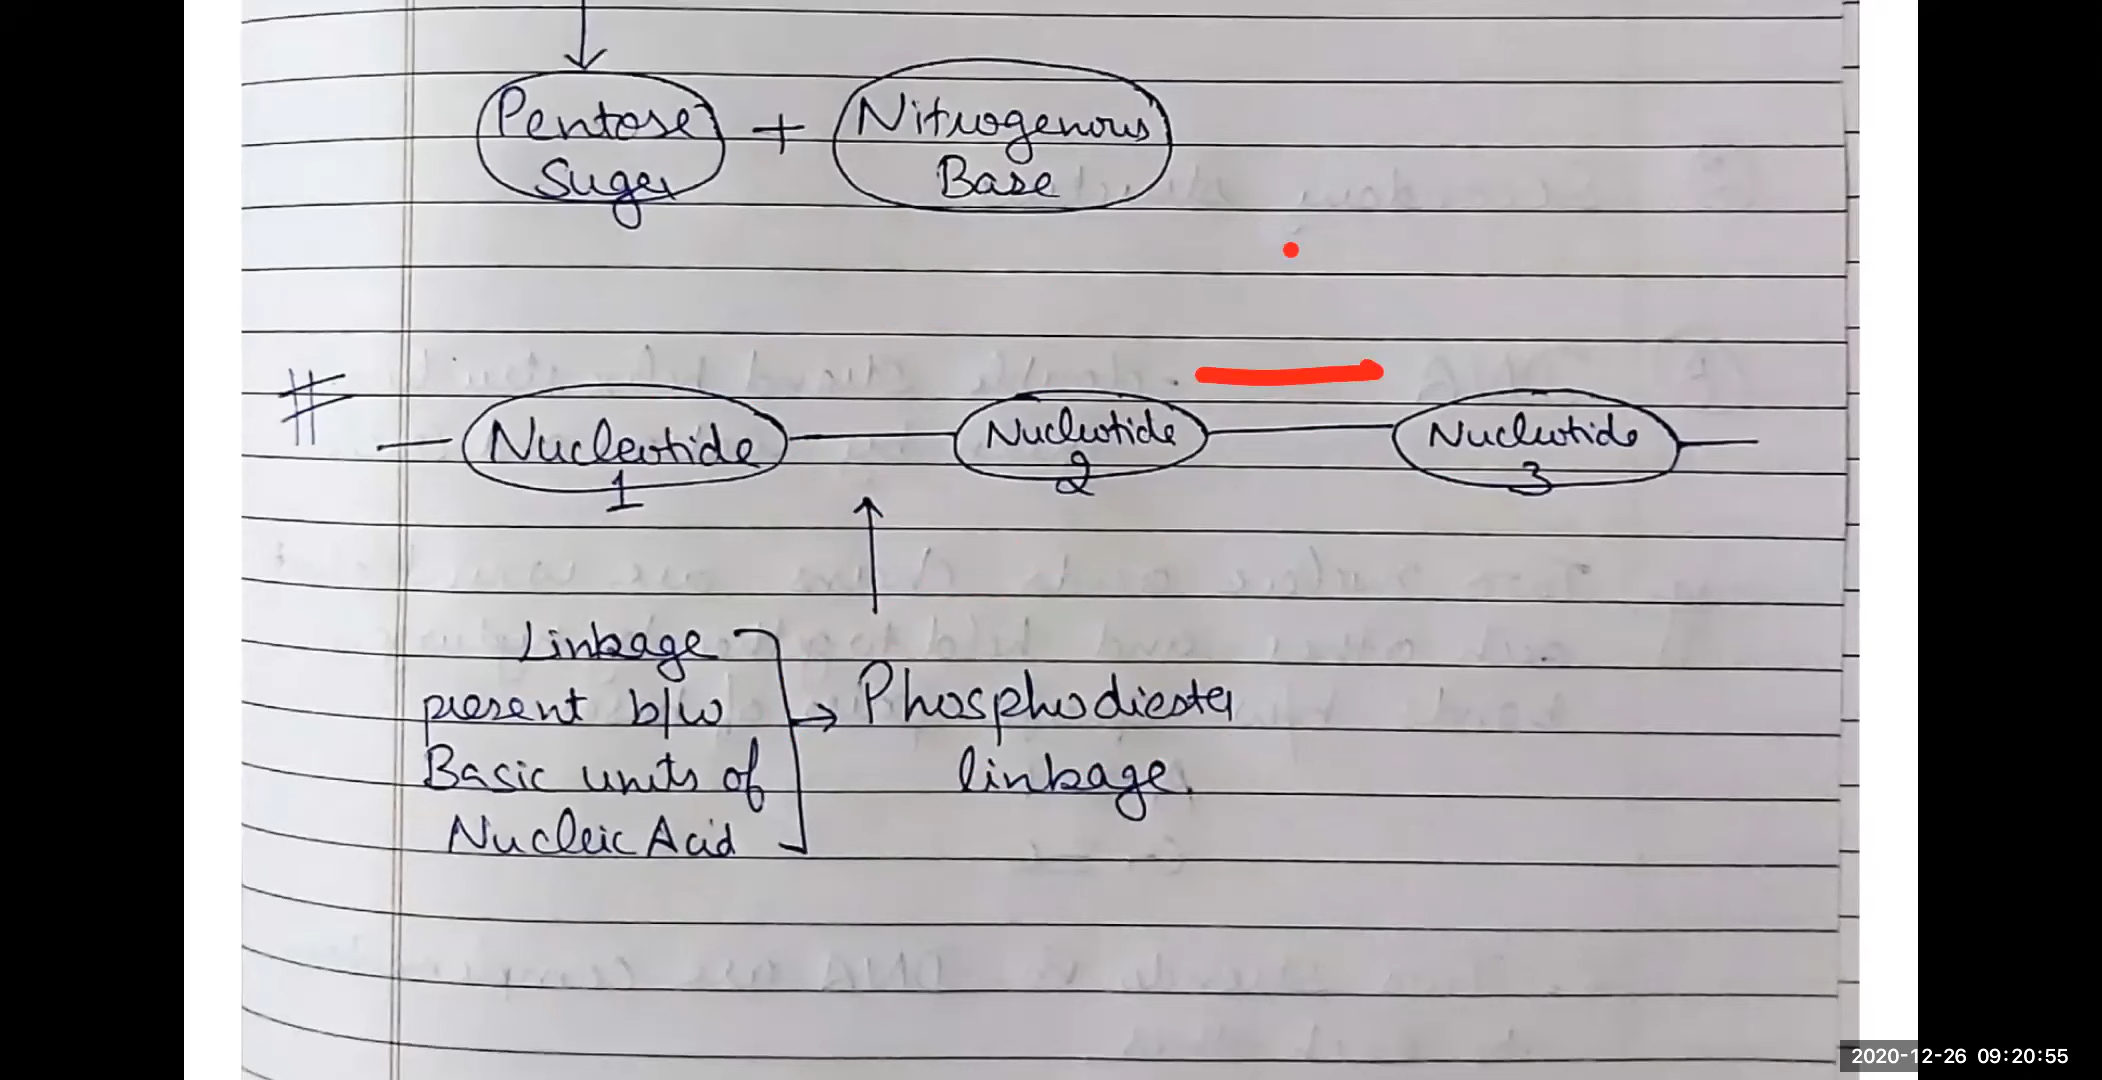 Pentose + Nitrogenous
Suger Base
# — Nucleotide — Nucleotide — Nucleotide —
1 2 3
Linkage
present b/w → Phosphodiester
Basic units of linkage.
Nucleic Acid
2020-12-26 09:20:55